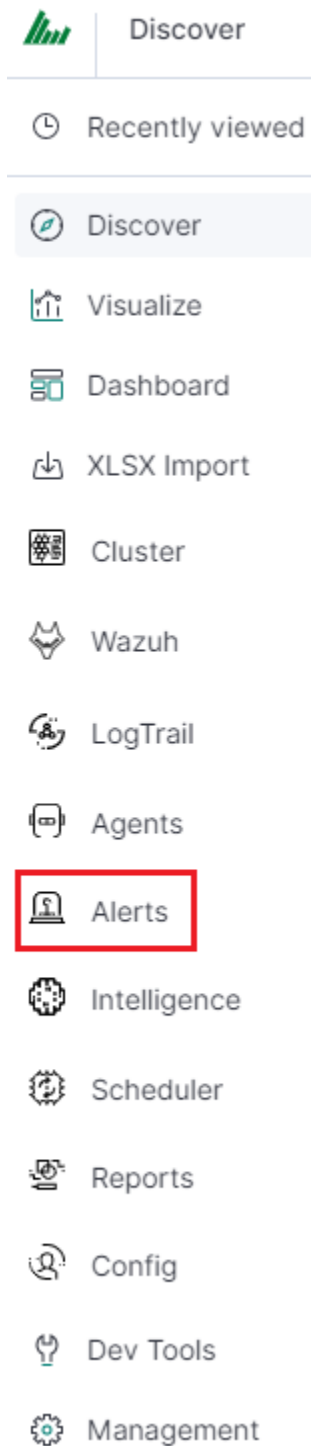 Discover
Recently viewed
Discover
Visualize
Dashboard
XLSX Import
Cluster
Wazuh
LogTrail
Agents
Alerts
Intelligence
Scheduler
Reports
Config
Dev Tools
Management